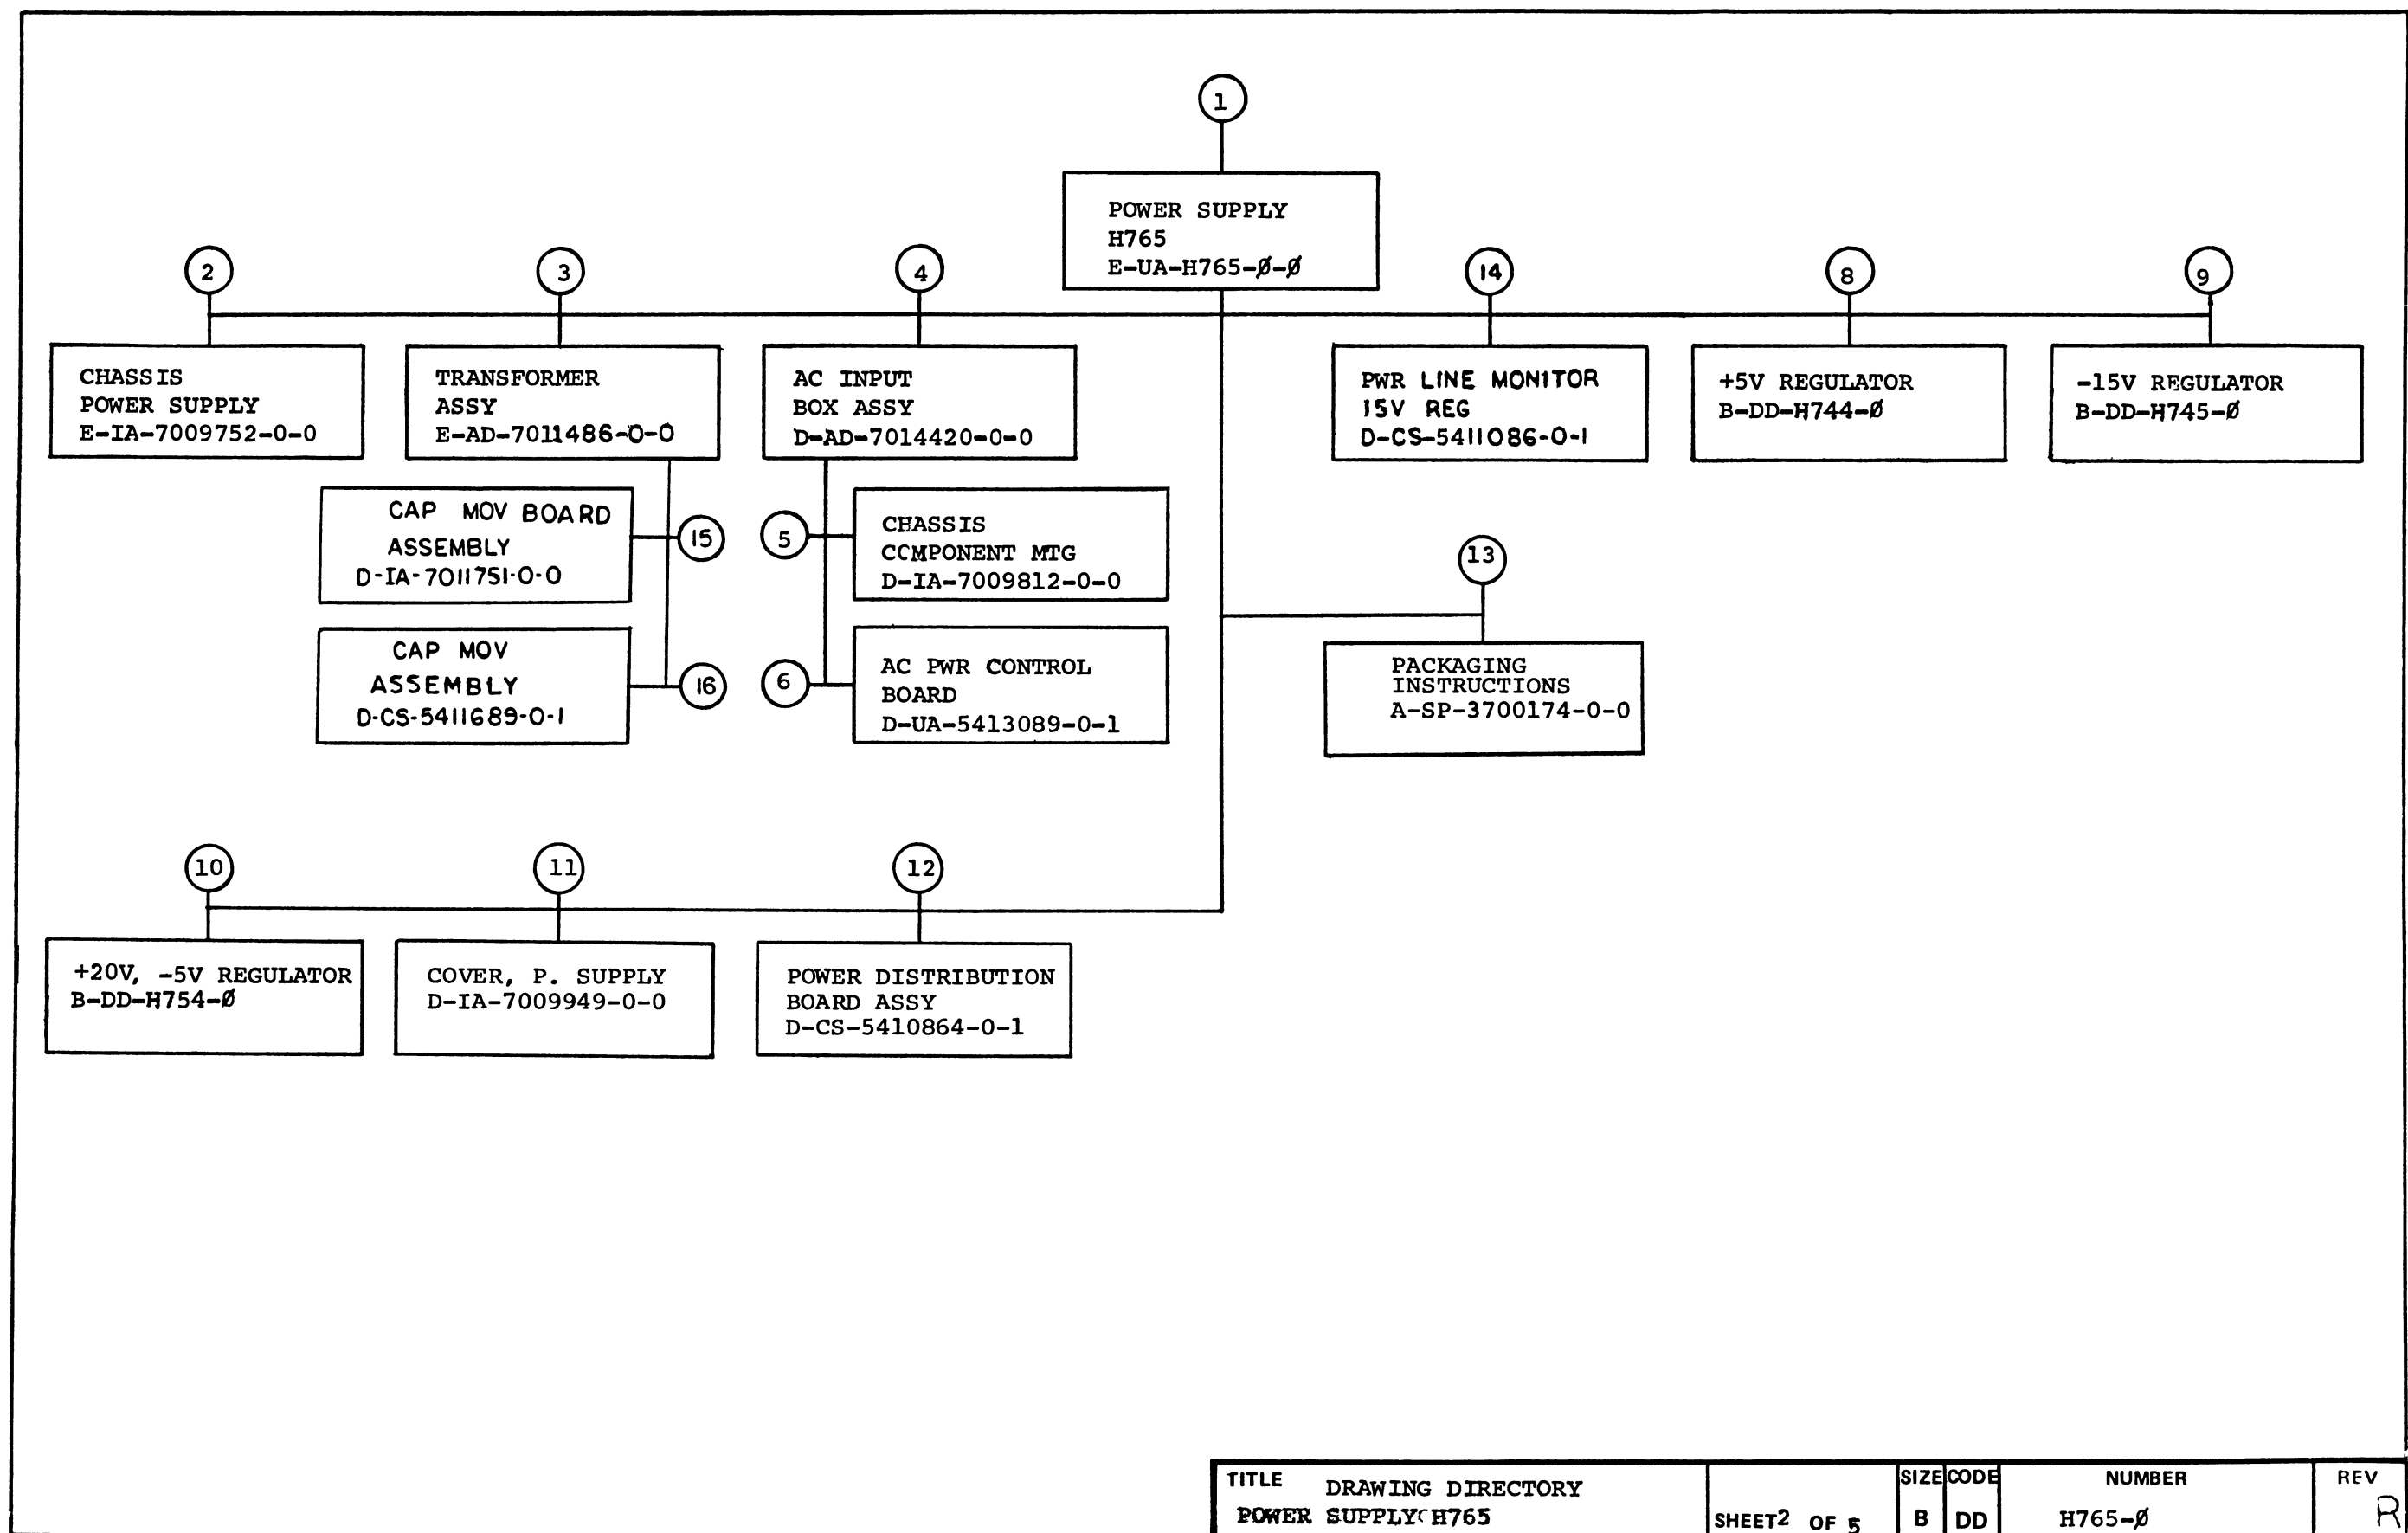 1
POWER SUPPLY
H765
E-UA-H765-Ø-Ø
2
3
4
14
8
9
CHASSIS
POWER SUPPLY
E-IA-7009752-0-0
TRANSFORMER
ASSY
E-AD-7011486-0-0
AC INPUT
BOX ASSY
D-AD-7014420-0-0
PWR LINE MONITOR
15V REG
D-CS-5411086-0-1
+5V REGULATOR
B-DD-H744-Ø
-15V REGULATOR
B-DD-H745-Ø
CAP MOV BOARD
ASSEMBLY
D-IA-7011751-0-0
15
5
CHASSIS
COMPONENT MTG
D-IA-7009812-0-0
13
CAP MOV
ASSEMBLY
D-CS-5411689-0-1
16
6
AC PWR CONTROL
BOARD
D-UA-5413089-0-1
PACKAGING
INSTRUCTIONS
A-SP-3700174-0-0
10
11
12
+20V, -5V REGULATOR
B-DD-H754-Ø
COVER, P. SUPPLY
D-IA-7009949-0-0
POWER DISTRIBUTION
BOARD ASSY
D-CS-5410864-0-1
TITLE DRAWING DIRECTORY
POWER SUPPLY H765
SHEET 2 OF 5
SIZE
B
CODE
DD
NUMBER
H765-Ø
REV
R